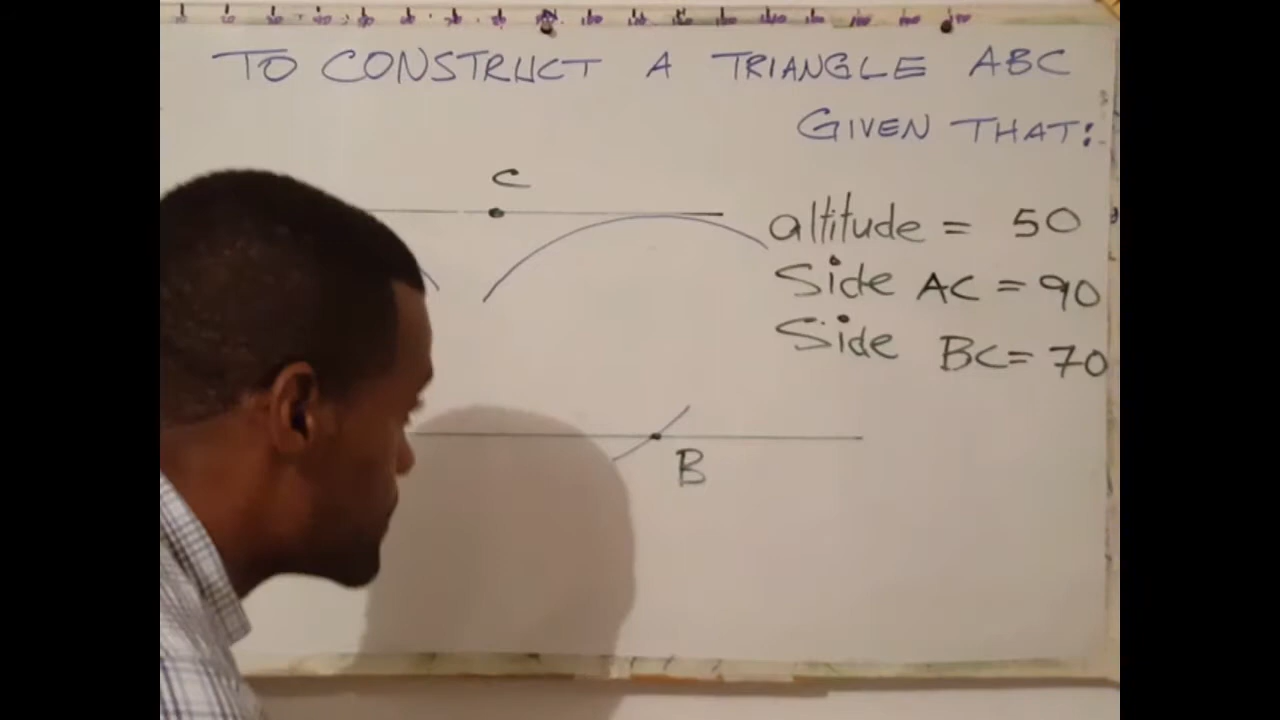 TO CONSTRUCT A TRIANGLE ABC
GIVEN THAT:
C
altitude = 50
Side AC = 90
Side BC = 70
B